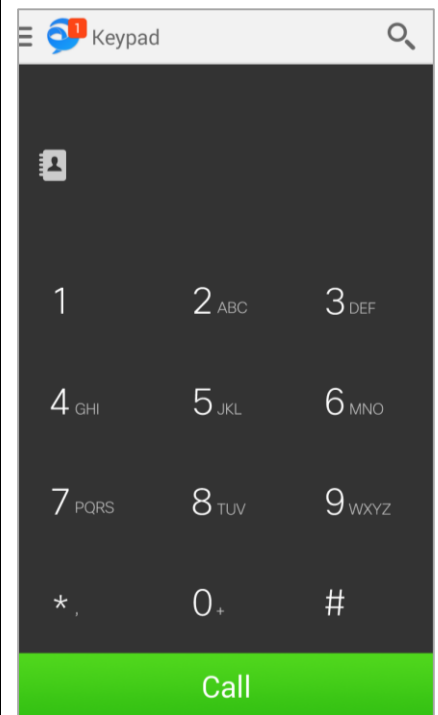 1
Keypad
1 2 ABC 3 DEF
4 GHI 5 JKL 6 MNO
7 PQRS 8 TUV 9 WXYZ
* , 0 + #
Call